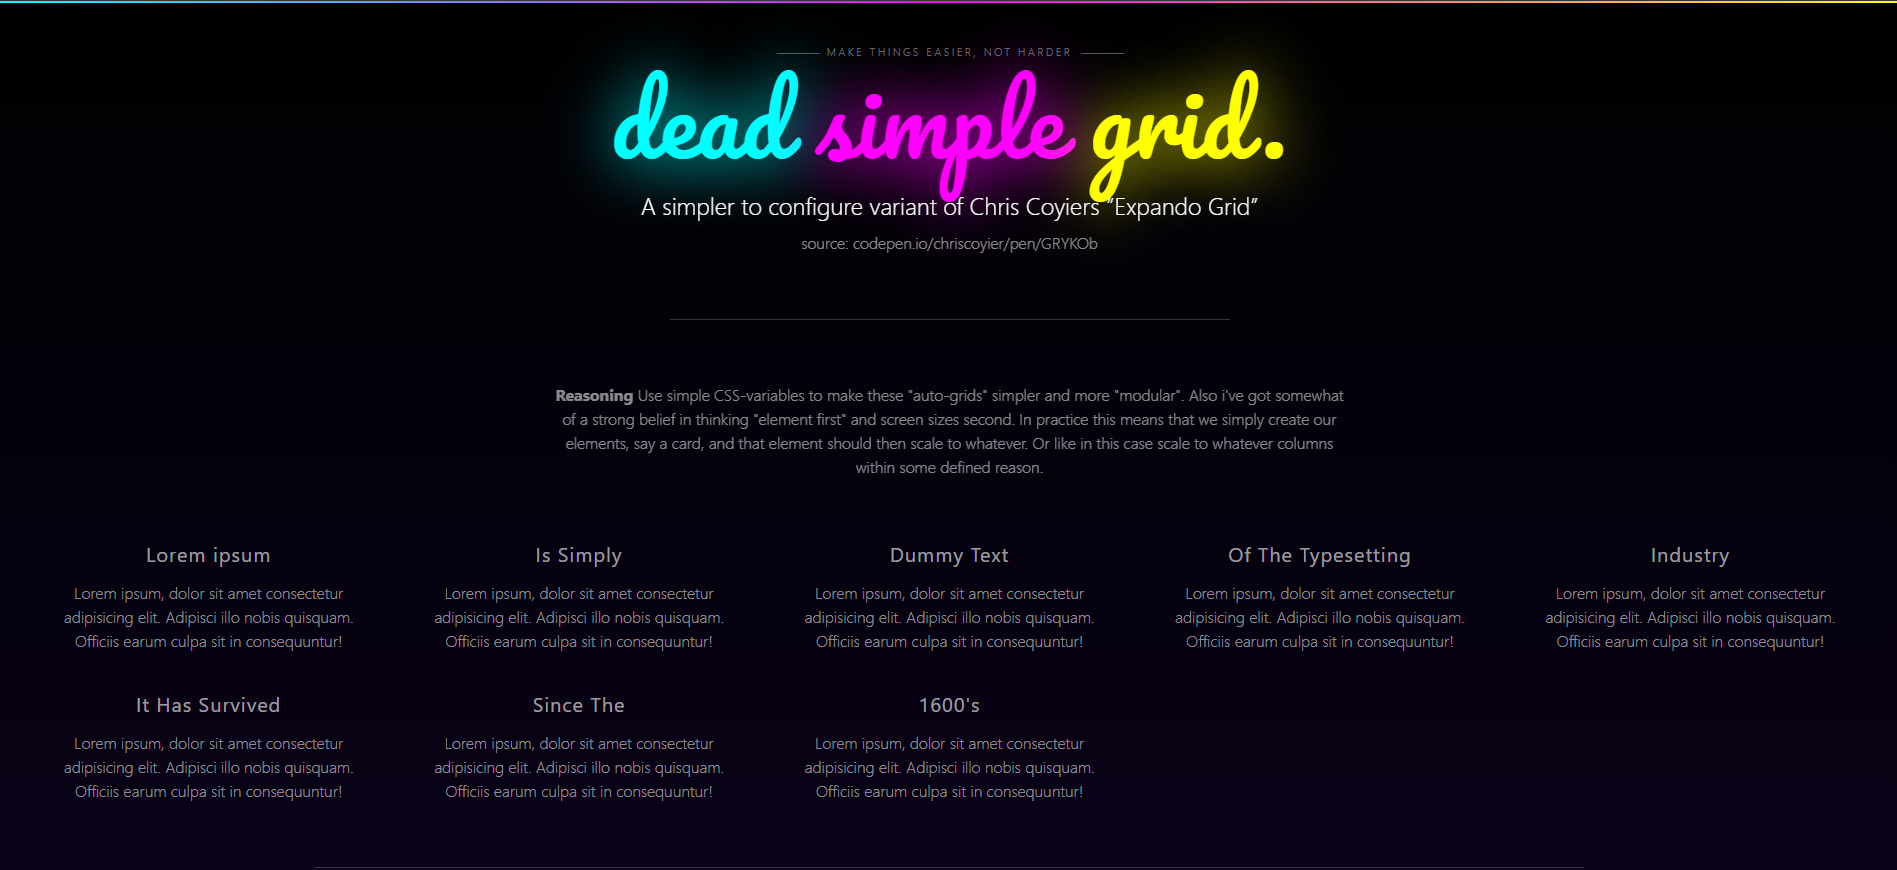 MAKE THINGS EASIER, NOT HARDER
dead simple grid.
A simpler to configure variant of Chris Coyiers “Expando Grid”
source: codepen.io/chriscoyier/pen/GRYKOb
Reasoning Use simple CSS-variables to make these "auto-grids" simpler and more "modular". Also i've got somewhat
of a strong belief in thinking "element first" and screen sizes second. In practice this means that we simply create our
elements, say a card, and that element should then scale to whatever. Or like in this case scale to whatever columns
within some defined reason.
Lorem ipsum
Lorem ipsum, dolor sit amet consectetur
adipisicing elit. Adipisci illo nobis quisquam.
Officiis earum culpa sit in consequuntur!
Is Simply
Lorem ipsum, dolor sit amet consectetur
adipisicing elit. Adipisci illo nobis quisquam.
Officiis earum culpa sit in consequuntur!
Dummy Text
Lorem ipsum, dolor sit amet consectetur
adipisicing elit. Adipisci illo nobis quisquam.
Officiis earum culpa sit in consequuntur!
Of The Typesetting
Lorem ipsum, dolor sit amet consectetur
adipisicing elit. Adipisci illo nobis quisquam.
Officiis earum culpa sit in consequuntur!
Industry
Lorem ipsum, dolor sit amet consectetur
adipisicing elit. Adipisci illo nobis quisquam.
Officiis earum culpa sit in consequuntur!
It Has Survived
Lorem ipsum, dolor sit amet consectetur
adipisicing elit. Adipisci illo nobis quisquam.
Officiis earum culpa sit in consequuntur!
Since The
Lorem ipsum, dolor sit amet consectetur
adipisicing elit. Adipisci illo nobis quisquam.
Officiis earum culpa sit in consequuntur!
1600's
Lorem ipsum, dolor sit amet consectetur
adipisicing elit. Adipisci illo nobis quisquam.
Officiis earum culpa sit in consequuntur!